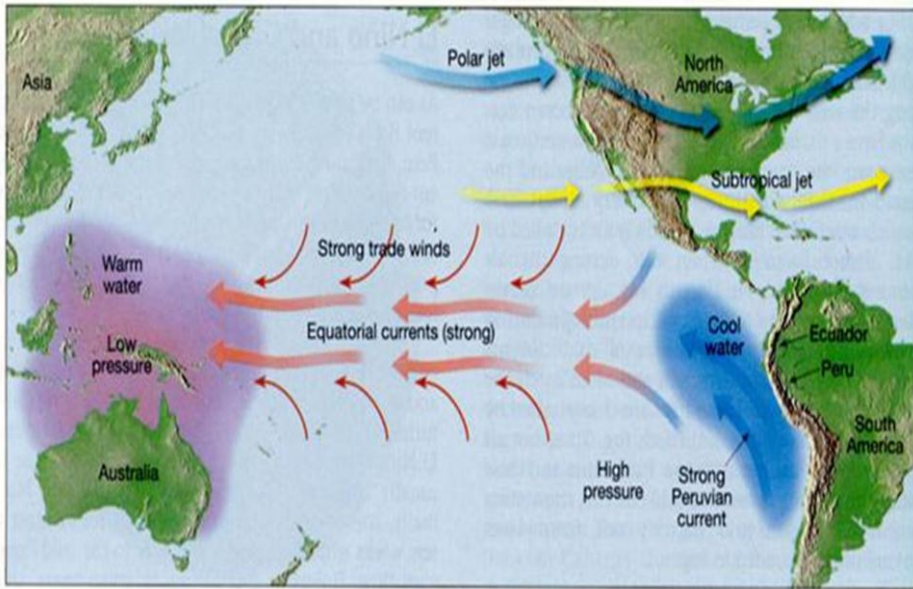 Asia
Polar jet
North
America
Subtropical jet
Strong trade winds
Warm
water
Equatorial currents (strong)
Low
pressure
Cool
water
Ecuador
Peru
South
America
Australia
High
pressure
Strong
Peruvian
current